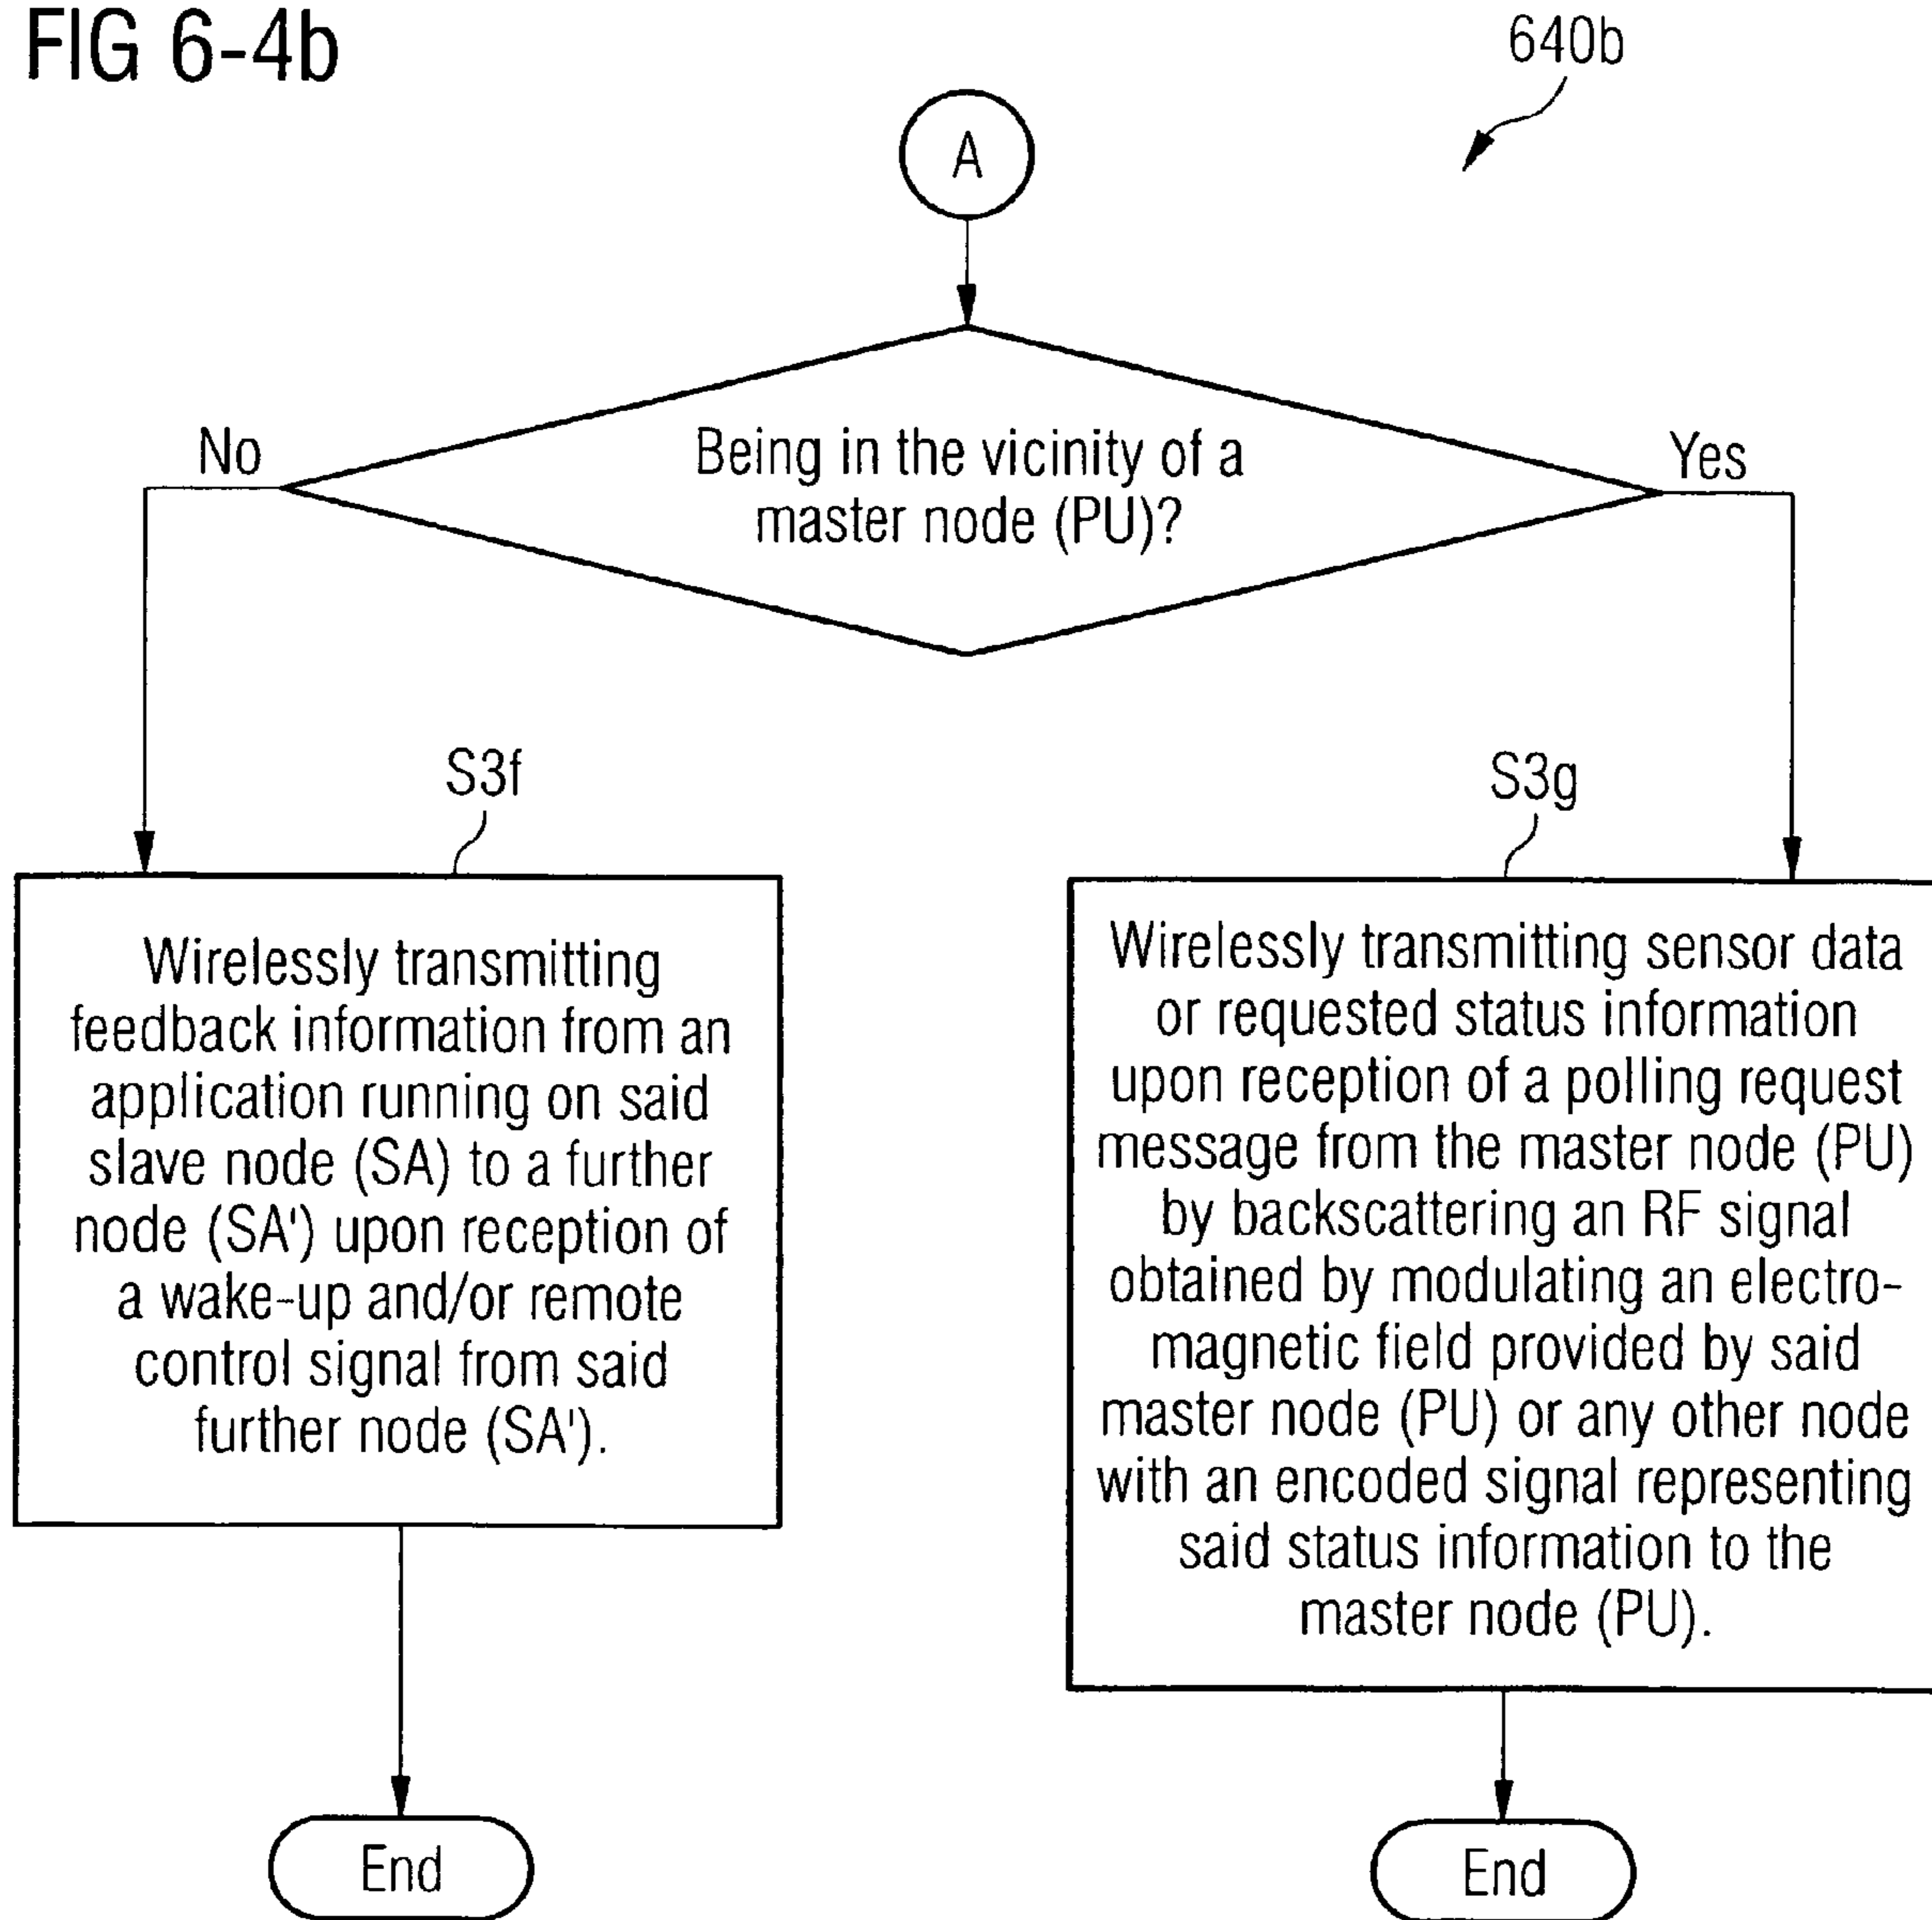 FIG 6-4b
640b
A
Being in the vicinity of a
master node (PU)?
No
Yes
S3f
Wirelessly transmitting
feedback information from an
application running on said
slave node (SA) to a further
node (SA') upon reception of
a wake-up and/or remote
control signal from said
further node (SA').
End
S3g
Wirelessly transmitting sensor data
or requested status information
upon reception of a polling request
message from the master node (PU)
by backscattering an RF signal
obtained by modulating an electro-
magnetic field provided by said
master node (PU) or any other node
with an encoded signal representing
said status information to the
master node (PU).
End